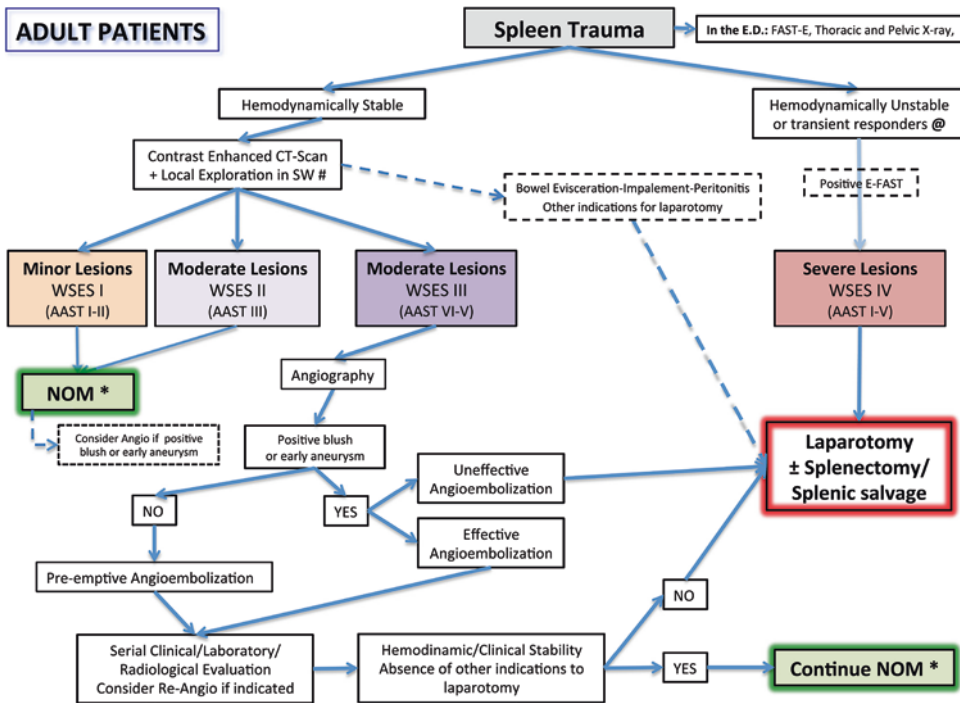 ADULT PATIENTS
Spleen Trauma
In the E.D.: FAST-E, Thoracic and Pelvic X-ray,
Hemodynamically Stable
Hemodynamically Unstable
or transient responders @
Contrast Enhanced CT-Scan
+ Local Exploration in SW #
Bowel Evisceration-Impalement-Peritonitis
Other indications for laparotomy
Positive E-FAST
Minor Lesions
WSES I
(AAST I-II)
Moderate Lesions
WSES II
(AAST III)
Moderate Lesions
WSES III
(AAST VI-V)
Severe Lesions
WSES IV
(AAST I-V)
NOM *
Consider Angio if positive
blush or early aneurysm
Angiography
Positive blush
or early aneurysm
Uneffective
Angioembolization
Laparotomy
± Splenectomy/
Splenic salvage
NO
YES
Effective
Angioembolization
Pre-emptive Angioembolization
Serial Clinical/Laboratory/
Radiological Evaluation
Consider Re-Angio if indicated
Hemodinamic/Clinical Stability
Absence of other indications to
laparotomy
NO
YES
Continue NOM *